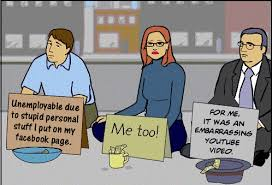 Unemployable due
to stupid personal
stuff I put on my
facebook page.
Me too!
FOR ME,
IT WAS AN
EMBARRASSING
YOUTUBE
VIDEO.